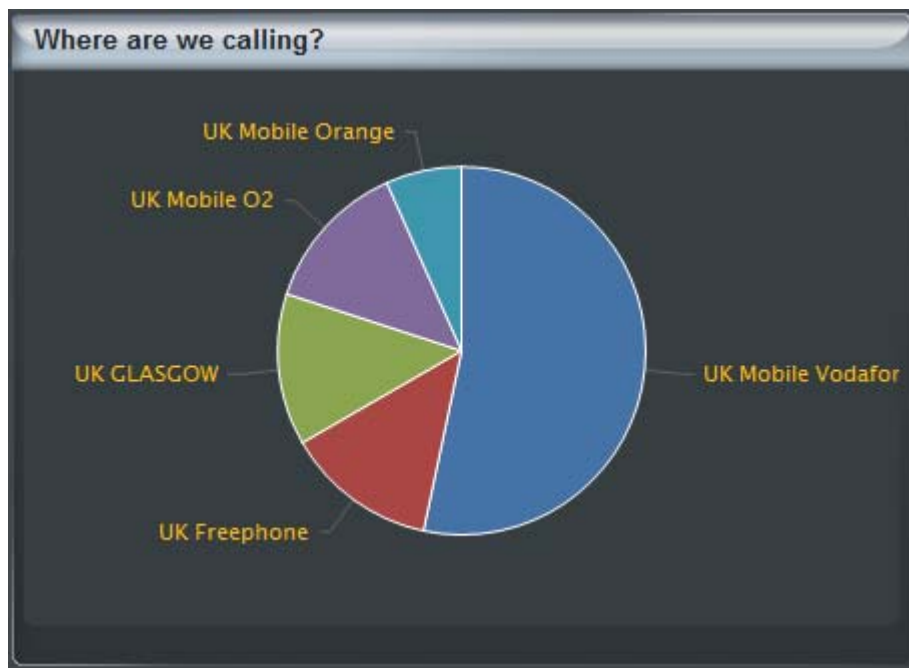 Where are we calling?
UK Mobile Orange
UK Mobile O2
UK GLASGOW
UK Mobile Vodafor
UK Freephone